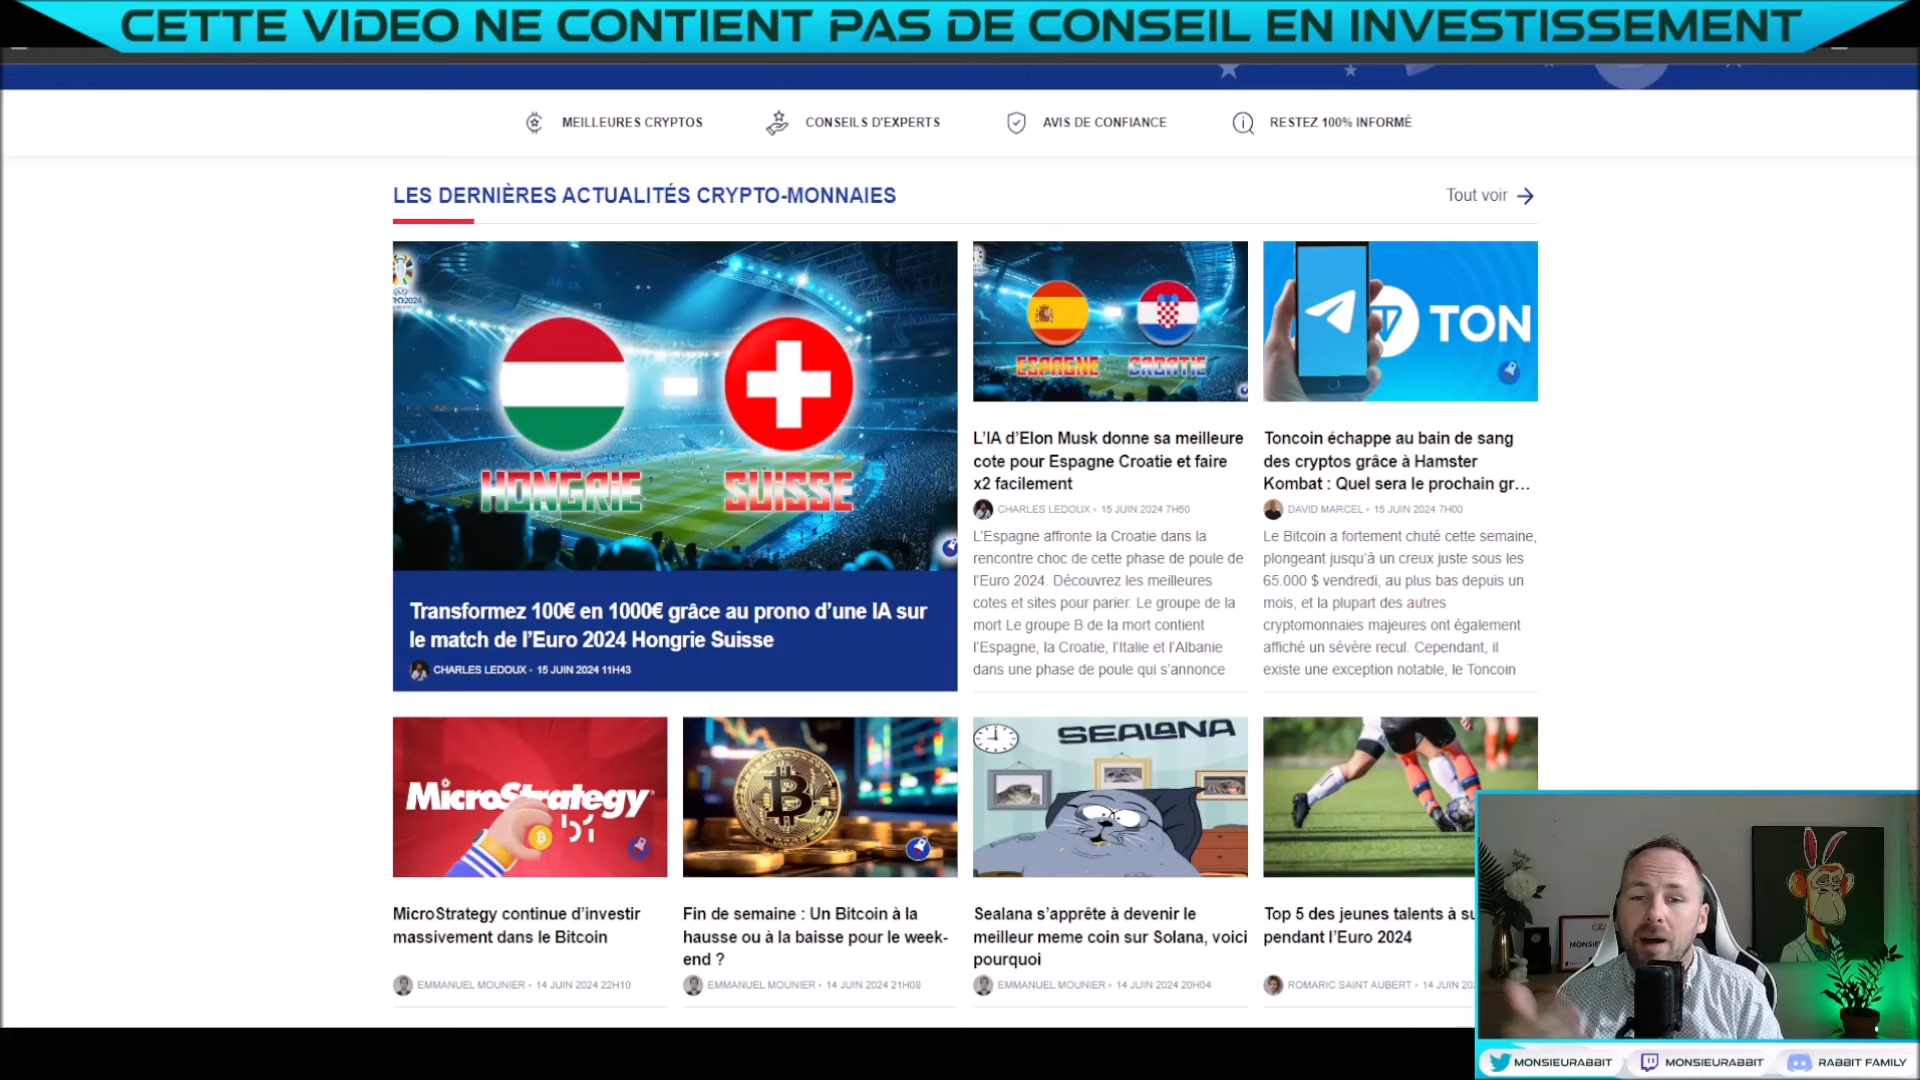 CETTE VIDEO NE CONTIENT PAS DE CONSEIL EN INVESTISSEMENT
MEILLEURES CRYPTOS
CONSEILS D'EXPERTS
AVIS DE CONFIANCE
RESTEZ 100% INFORMÉ
LES DERNIÈRES ACTUALITÉS CRYPTO-MONNAIES
Tout voir
HONGRIE
SUISSE
Transformez 100€ en 1000€ grâce au prono d’une IA sur
le match de l’Euro 2024 Hongrie Suisse
CHARLES LEDOUX - 15 JUIN 2024 11H43
ESPAGNE
CROATIE
L’IA d’Elon Musk donne sa meilleure
cote pour Espagne Croatie et faire
x2 facilement
CHARLES LEDOUX • 15 JUIN 2024 7H50
L’Espagne affronte la Croatie dans la
rencontre choc de cette phase de poule de
l’Euro 2024. Découvrez les meilleures
cotes et sites pour parier. Le groupe de la
mort Le groupe B de la mort contient
l’Espagne, la Croatie, l’Italie et l’Albanie
dans une phase de poule qui s’annonce
TON
Toncoin échappe au bain de sang
des cryptos grâce à Hamster
Kombat : Quel sera le prochain gr...
DAVID MARCEL • 15 JUIN 2024 7H00
Le Bitcoin a fortement chuté cette semaine,
plongeant jusqu’à un creux juste sous les
65.000 $ vendredi, au plus bas depuis un
mois, et la plupart des autres
cryptomonnaies majeures ont également
affiché un sévère recul. Cependant, il
existe une exception notable, le Toncoin
MicroStrategy
MicroStrategy continue d’investir
massivement dans le Bitcoin
EMMANUEL MOUNIER • 14 JUIN 2024 22H10
Fin de semaine : Un Bitcoin à la
hausse ou à la baisse pour le week-
end ?
EMMANUEL MOUNIER • 14 JUIN 2024 21H08
SEALANA
Sealana s’apprête à devenir le
meilleur meme coin sur Solana, voici
pourquoi
EMMANUEL MOUNIER • 14 JUIN 2024 20H04
Top 5 des jeunes talents à su
pendant l’Euro 2024
ROMARIC SAINT AUBERT • 14 JUIN 20
MONSIEURABBIT
MONSIEURABBIT
RABBIT FAMILY